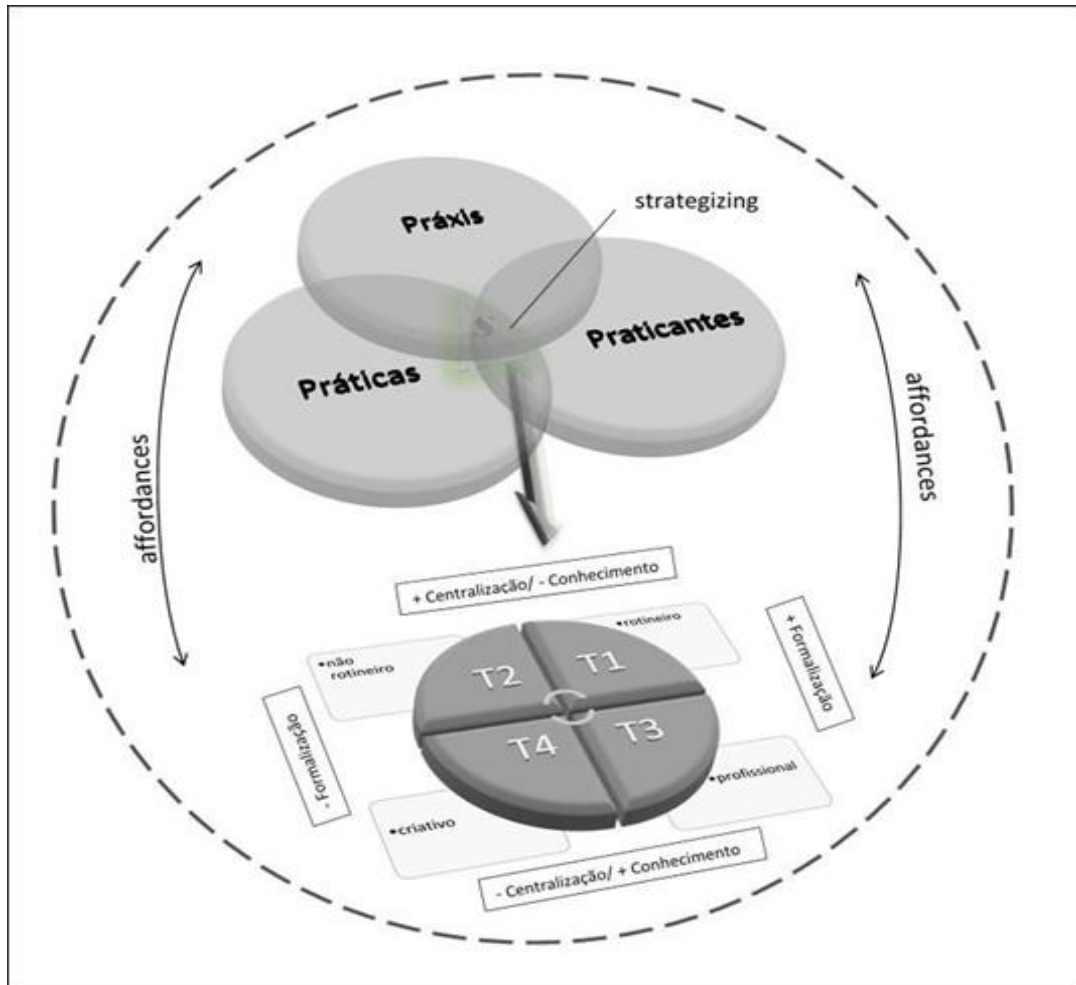 strategizing
Práxis
Praticantes
Práticas
S
affordances
affordances
+ Centralização/ - Conhecimento
•não
rotineiro
•rotineiro
+ Formalização
- Formalização
T2
T1
T4
T3
•criativo
•profissional
- Centralização/ + Conhecimento